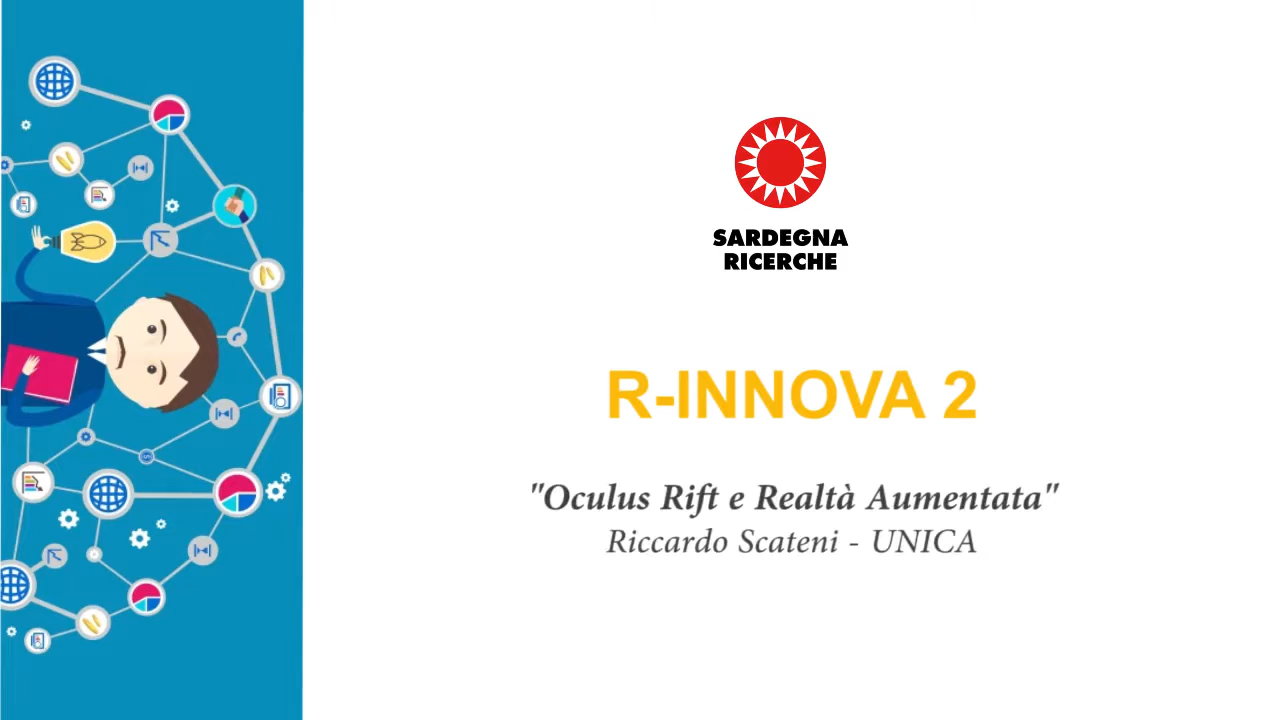 SARDEGNA
RICERCHE
R-INNOVA 2
"Oculus Rift e Realtà Aumentata"
Riccardo Scateni - UNICA